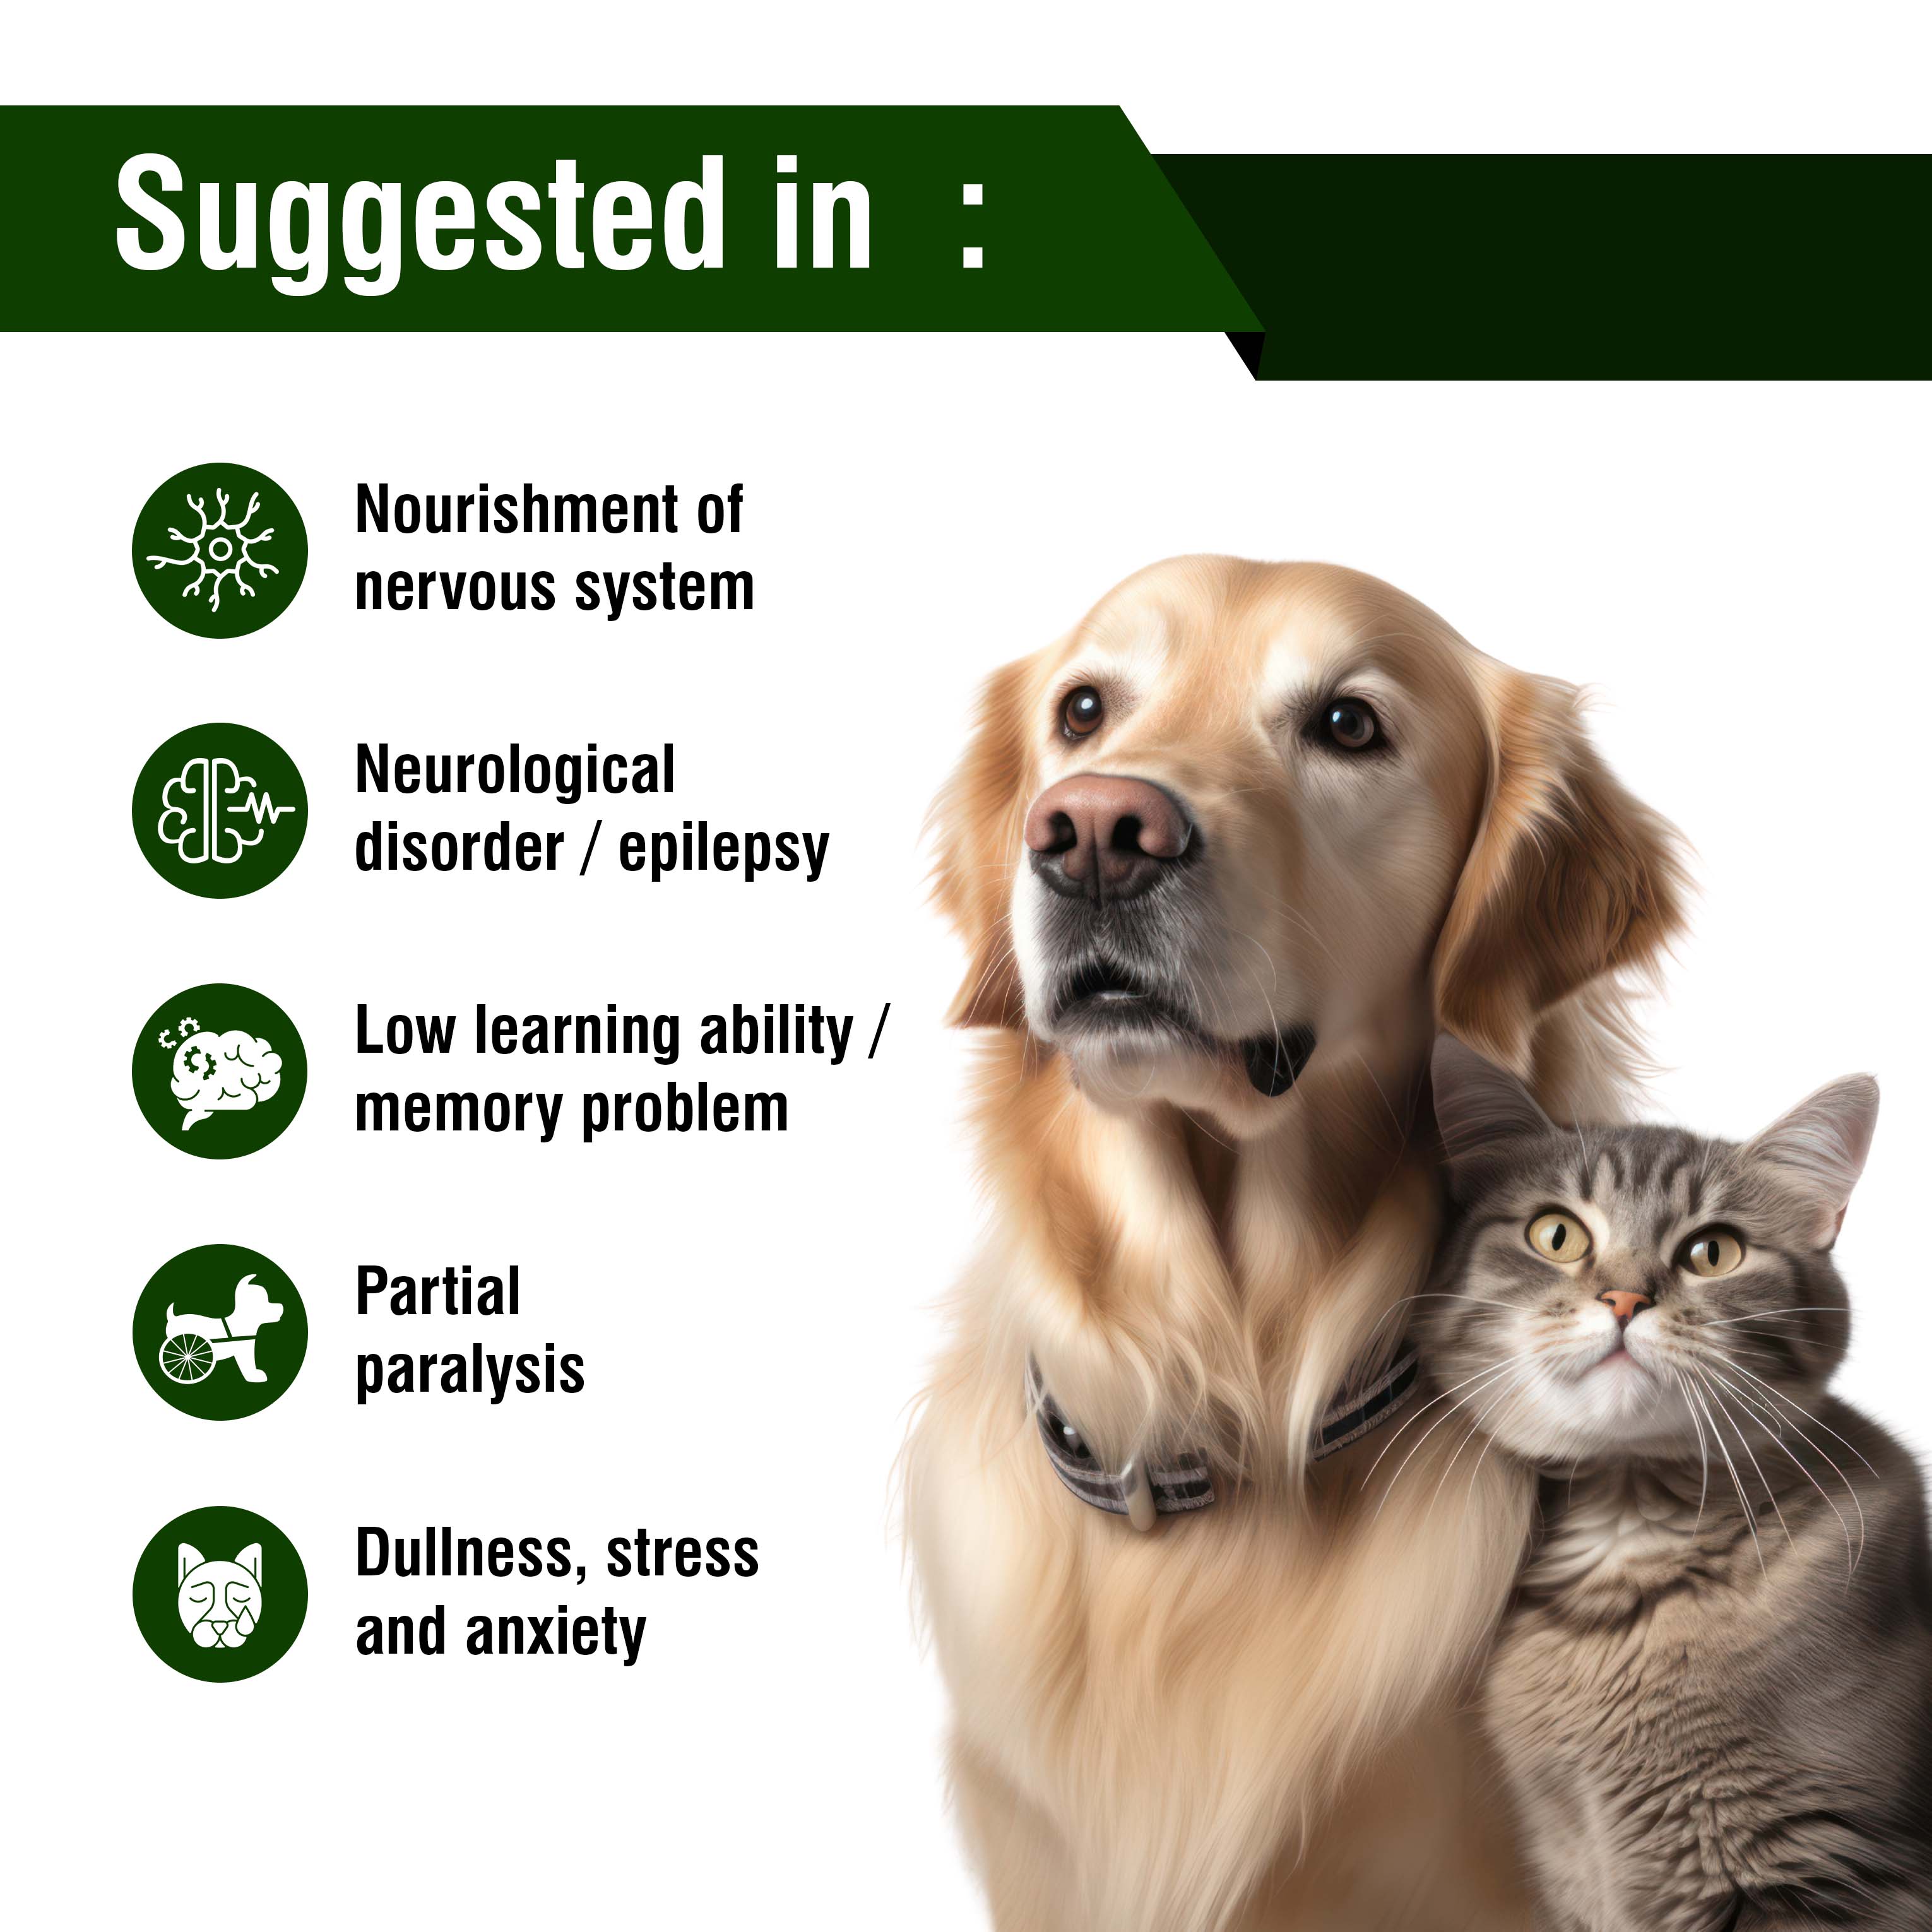 Suggested in :
Nourishment of
nervous system
Neurological
disorder / epilepsy
Low learning ability /
memory problem
Partial
paralysis
Dullness, stress
and anxiety